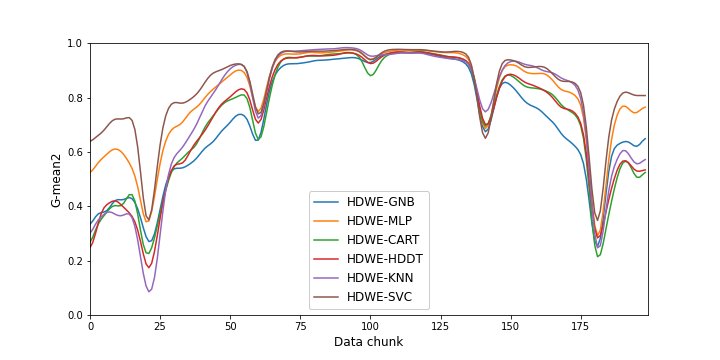 1.0
0.8
0.6
0.4
0.2
0.0
G-mean2
HDWE-GNB
HDWE-MLP
HDWE-CART
HDWE-HDDT
HDWE-KNN
HDWE-SVC
0 25 50 75 100 125 150 175
Data chunk